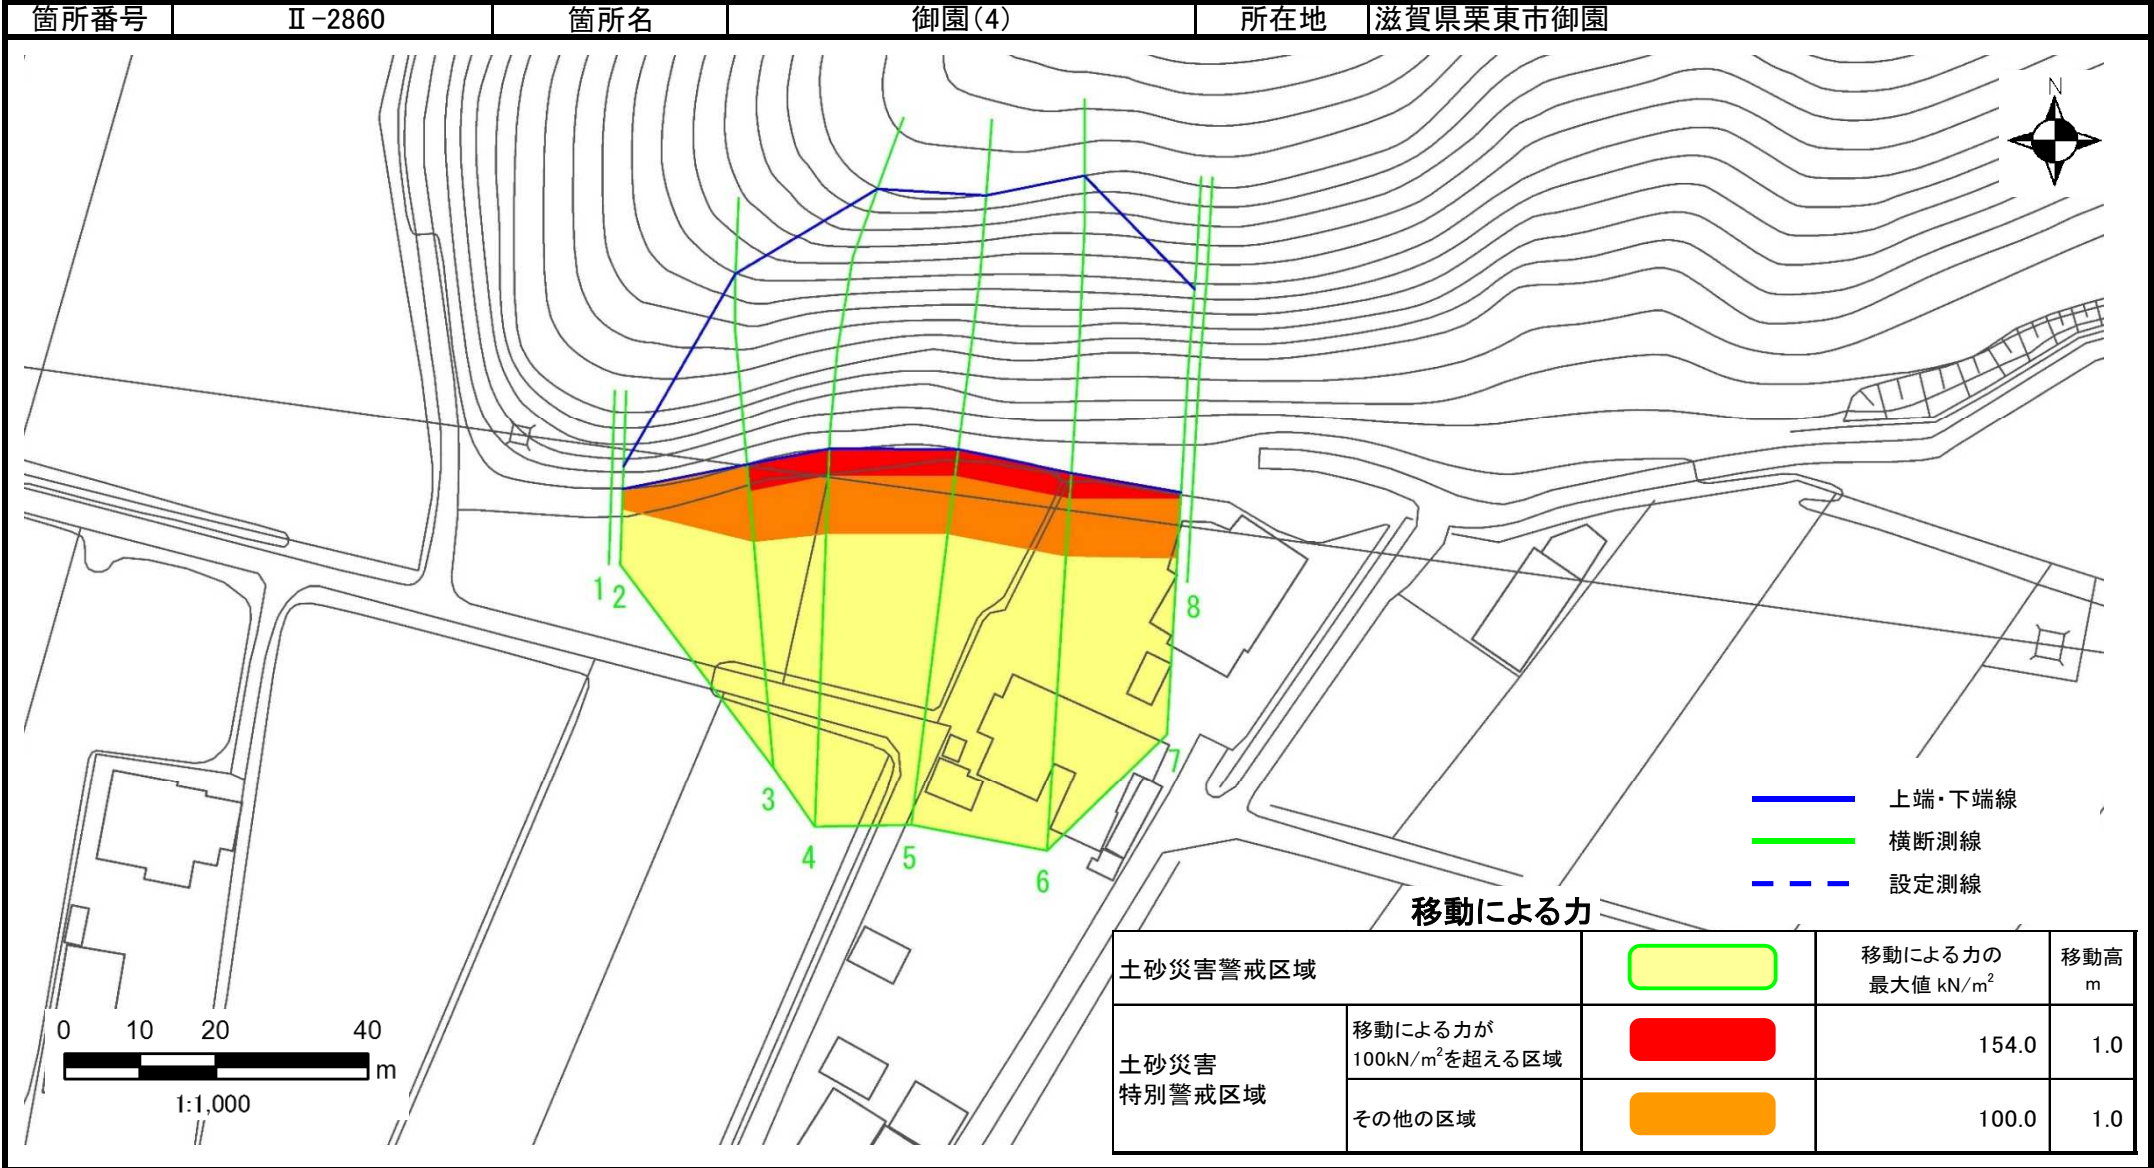 箇所番号 Ⅱ-2860 箇所名 御園(4) 所在地 滋賀県栗東市御園
N
1 2
8
7
3
4 5
6
上端・下端線
横断測線
設定測線
移動による力
土砂災害警戒区域
移動による力の
最大値 kN/m²
移動高
m
土砂災害
特別警戒区域
移動による力が
100kN/m²を超える区域
154.0 1.0
その他の区域
100.0 1.0
0 10 20 40
m
1:1,000